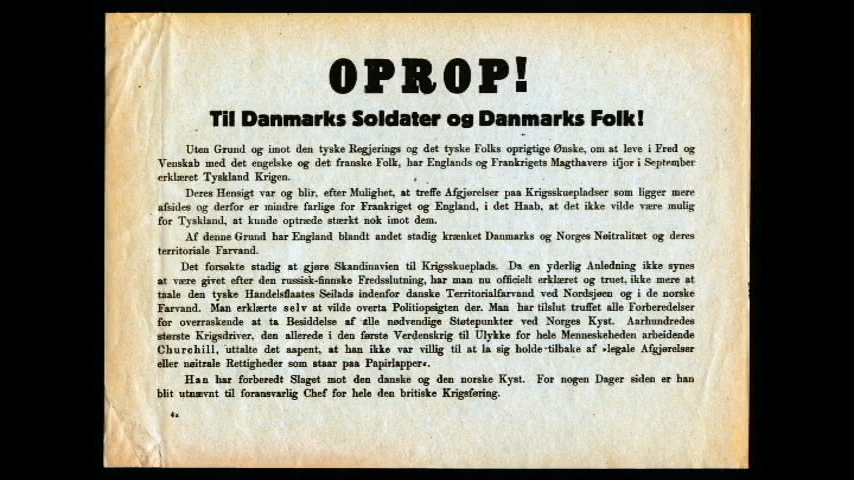 OPROP!
Til Danmarks Soldater og Danmarks Folk!
Uten Grund og imot den tyske Regjerings og det tyske Folks oprigtige Ønske, om at leve i Fred og
Venskab med det engelske og det franske Folk, har Englands og Frankrigets Magthavere ifjor i September
erklæret Tyskland Krigen.
Deres Hensigt var og blir, efter Mulighet, at treffe Afgjørelser paa Krigsskuepladser som ligger mere
afsides og derfor er mindre farlige for Frankriget og England, i det Haab, at det ikke vilde være mulig
for Tyskland, at kunde optræde stærkt nok imot dem.
Af denne Grund har England blandt andet stadig krænket Danmarks og Norges Nøitralitæt og deres
territoriale Farvand.
Det forsøkte stadig at gjøre Skandinavien til Krigsskueplads. Da en yderlig Anledning ikke synes
at være givet efter den russisk-finnske Fredsslutning, har man nu officielt erklæret og truet, ikke mere at
taale den tyske Handelsflaates Seilads indenfor danske Territorialfarvand ved Nordsjøen og i de norske
Farvand. Man erklærte selv at vilde overta Politiopsigten der. Man har tilslut truffet alle Forberedelser
for overraskende at ta Besiddelse af alle nødvendige Støtepunkter ved Norges Kyst. Aarhundredes
største Krigsdriver, den allerede i den første Verdenskrig til Ulykke for hele Menneskeheden arbeidende
Churchill, uttalte det aapent, at han ikke var villig til at la sig holde tilbake af »legale Afgjørelser
eller nøitrale Rettigheder som staar paa Papirlapper«.
Han har forberedt Slaget mot den danske og den norske Kyst. For nogen Dager siden er han
blit utnævnt til foransvarlig Chef for hele den britiske Krigsføring.